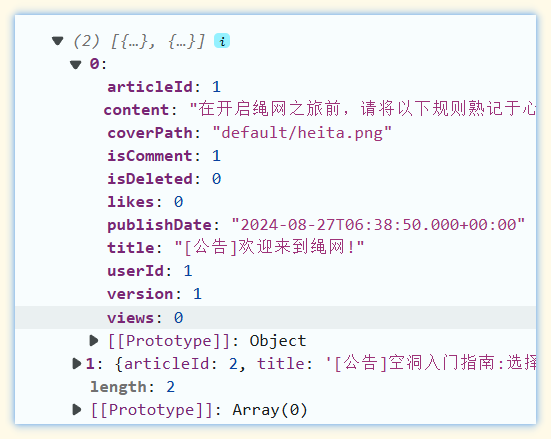 (2) [{…}, {…}] i
0:
articleId: 1
content: "在开启绳网之旅前，请将以下规则熟记于心
coverPath: "default/heita.png"
isComment: 1
isDeleted: 0
likes: 0
publishDate: "2024-08-27T06:38:50.000+00:00"
title: "[公告]欢迎来到绳网!"
userId: 1
version: 1
views: 0
[[Prototype]]: Object
1: {articleId: 2, title: '[公告]空洞入门指南:选择
length: 2
[[Prototype]]: Array(0)